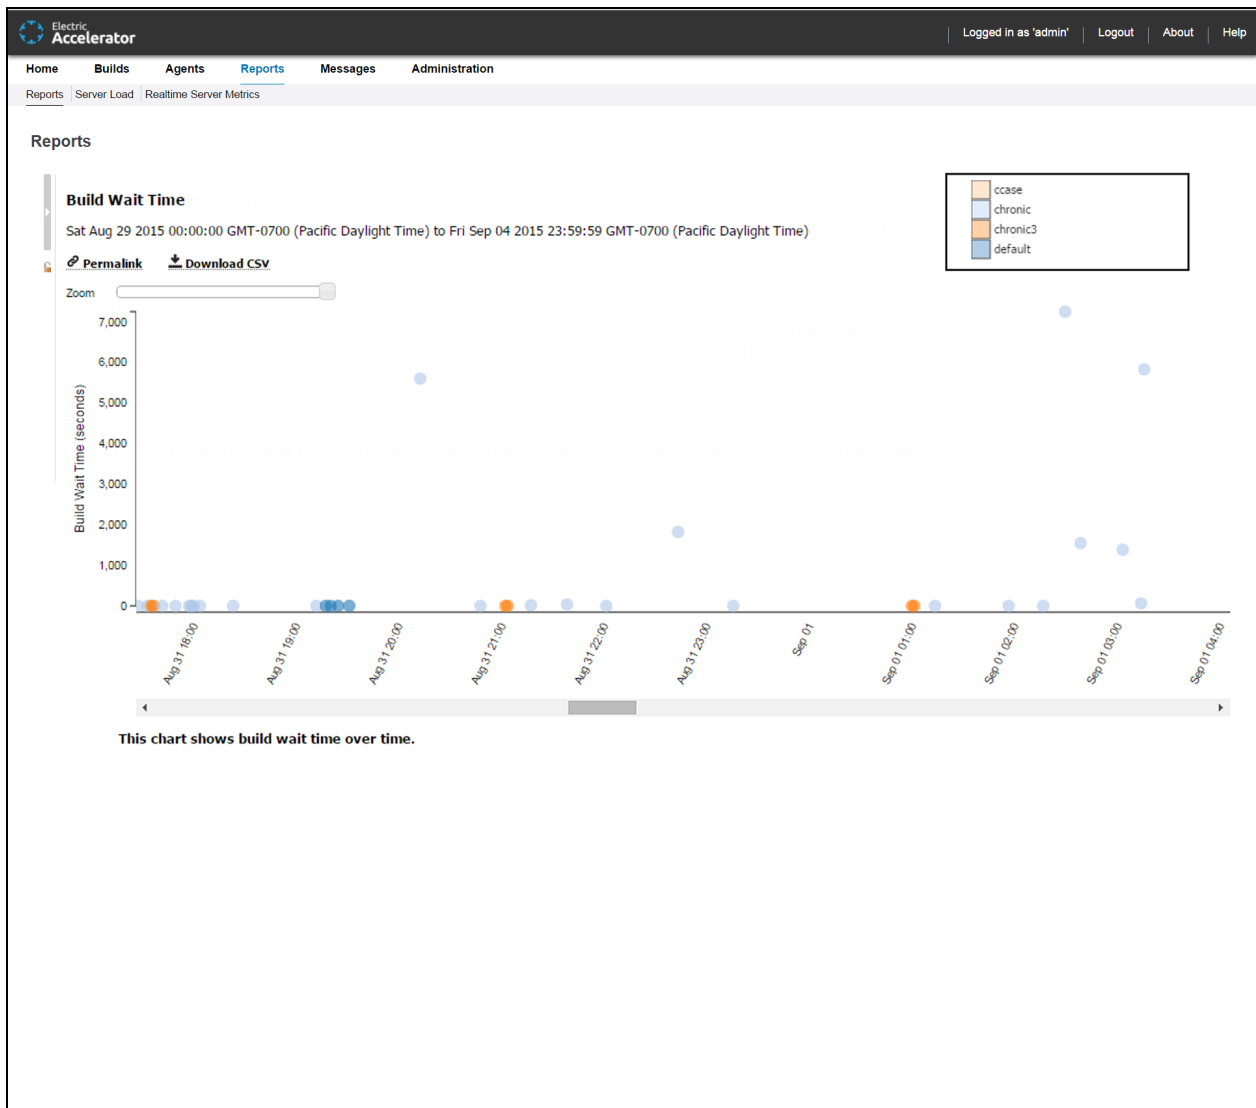 Electric
Accelerator
Logged in as 'admin' Logout About Help
Home Builds Agents Reports Messages Administration
Reports Server Load Realtime Server Metrics
Reports
Build Wait Time
Sat Aug 29 2015 00:00:00 GMT-0700 (Pacific Daylight Time) to Fri Sep 04 2015 23:59:59 GMT-0700 (Pacific Daylight Time)
Permalink Download CSV
Zoom
ccase
chronic
chronic3
default
Build Wait Time (seconds)
7,000
6,000
5,000
4,000
3,000
2,000
1,000
0
Aug 31 18:00
Aug 31 19:00
Aug 31 20:00
Aug 31 21:00
Aug 31 22:00
Aug 31 23:00
Sep 01
Sep 01 01:00
Sep 01 02:00
Sep 01 03:00
Sep 01 04:00
This chart shows build wait time over time.